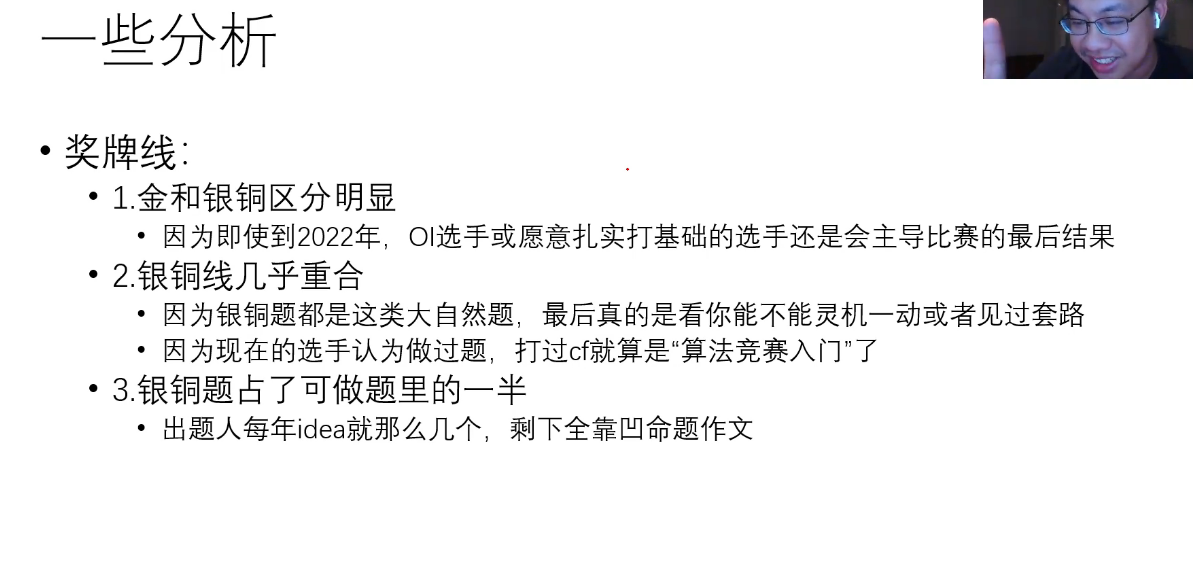 一些分析
• 奖牌线：
• 1.金和银铜区分明显
• 因为即使到2022年，OI选手或愿意扎实打基础的选手还是会主导比赛的最后结果
• 2.银铜线几乎重合
• 因为银铜题都是这类大自然题，最后真的是看你能不能灵机一动或者见过套路
• 因为现在的选手认为做过题，打过cf就算是“算法竞赛入门”了
• 3.银铜题占了可做题里的一半
• 出题人每年idea就那么几个，剩下全靠凹命题作文